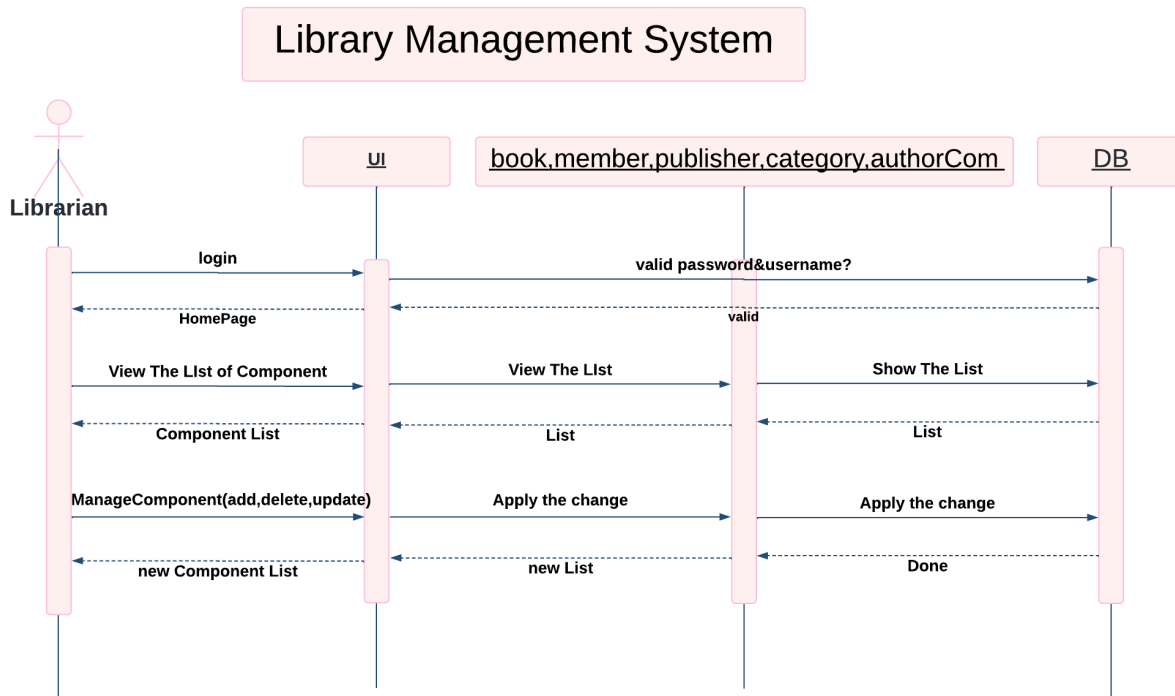 Library Management System
Librarian
UI
book,member,publisher,category,authorCom
DB
login
valid password&username?
HomePage
valid
View The LIst of Component
View The LIst
Show The List
Component List
List
List
ManageComponent(add,delete,update)
Apply the change
Apply the change
new Component List
new List
Done